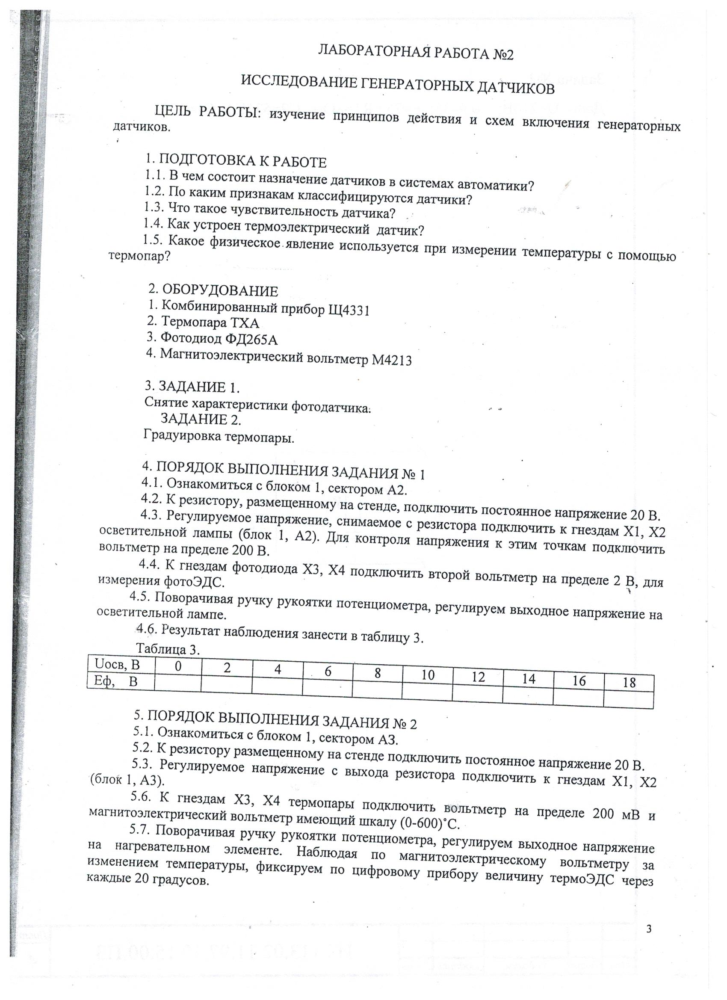 ЛАБОРАТОРНАЯ РАБОТА №2
ИССЛЕДОВАНИЕ ГЕНЕРАТОРНЫХ ДАТЧИКОВ
ЦЕЛЬ РАБОТЫ: изучение принципов действия и схем включения генераторных
датчиков.
1. ПОДГОТОВКА К РАБОТЕ
1.1. В чем состоит назначение датчиков в системах автоматики?
1.2. По каким признакам классифицируются датчики?
1.3. Что такое чувствительность датчика?
1.4. Как устроен термоэлектрический датчик?
1.5. Какое физическое явление используется при измерении температуры с помощью
термопар?
2. ОБОРУДОВАНИЕ
1. Комбинированный прибор Щ4331
2. Термопара ТХА
3. Фотодиод ФД265А
4. Магнитоэлектрический вольтметр М4213
3. ЗАДАНИЕ 1.
Снятие характеристики фотодатчика.
ЗАДАНИЕ 2.
Градуировка термопары.
4. ПОРЯДОК ВЫПОЛНЕНИЯ ЗАДАНИЯ № 1
4.1. Ознакомиться с блоком 1, сектором А2.
4.2. К резистору, размещенному на стенде, подключить постоянное напряжение 20 В.
4.3. Регулируемое напряжение, снимаемое с резистора подключить к гнездам Х1, Х2
осветительной лампы (блок 1, А2). Для контроля напряжения к этим точкам подключить
вольтметр на пределе 200 В.
4.4. К гнездам фотодиода Х3, Х4 подключить второй вольтметр на пределе 2 В, для
измерения фотоЭДС.
4.5. Поворачивая ручку рукоятки потенциометра, регулируем выходное напряжение на
осветительной лампе.
4.6. Результат наблюдения занести в таблицу 3.
Таблица 3.
Uосв, В 0 2 4 6 8 10 12 14 16 18
Еф, В
5. ПОРЯДОК ВЫПОЛНЕНИЯ ЗАДАНИЯ № 2
5.1. Ознакомиться с блоком 1, сектором А3.
5.2. К резистору размещенному на стенде подключить постоянное напряжение 20 В.
5.3. Регулируемое напряжение с выхода резистора подключить к гнездам Х1, Х2
(блок 1, А3).
5.6. К гнездам Х3, Х4 термопары подключить вольтметр на пределе 200 мВ и
магнитоэлектрический вольтметр имеющий шкалу (0-600)˚С.
5.7. Поворачивая ручку рукоятки потенциометра, регулируем выходное напряжение
на нагревательном элементе. Наблюдая по магнитоэлектрическому вольтметру за
изменением температуры, фиксируем по цифровому прибору величину термоЭДС через
каждые 20 градусов.
3